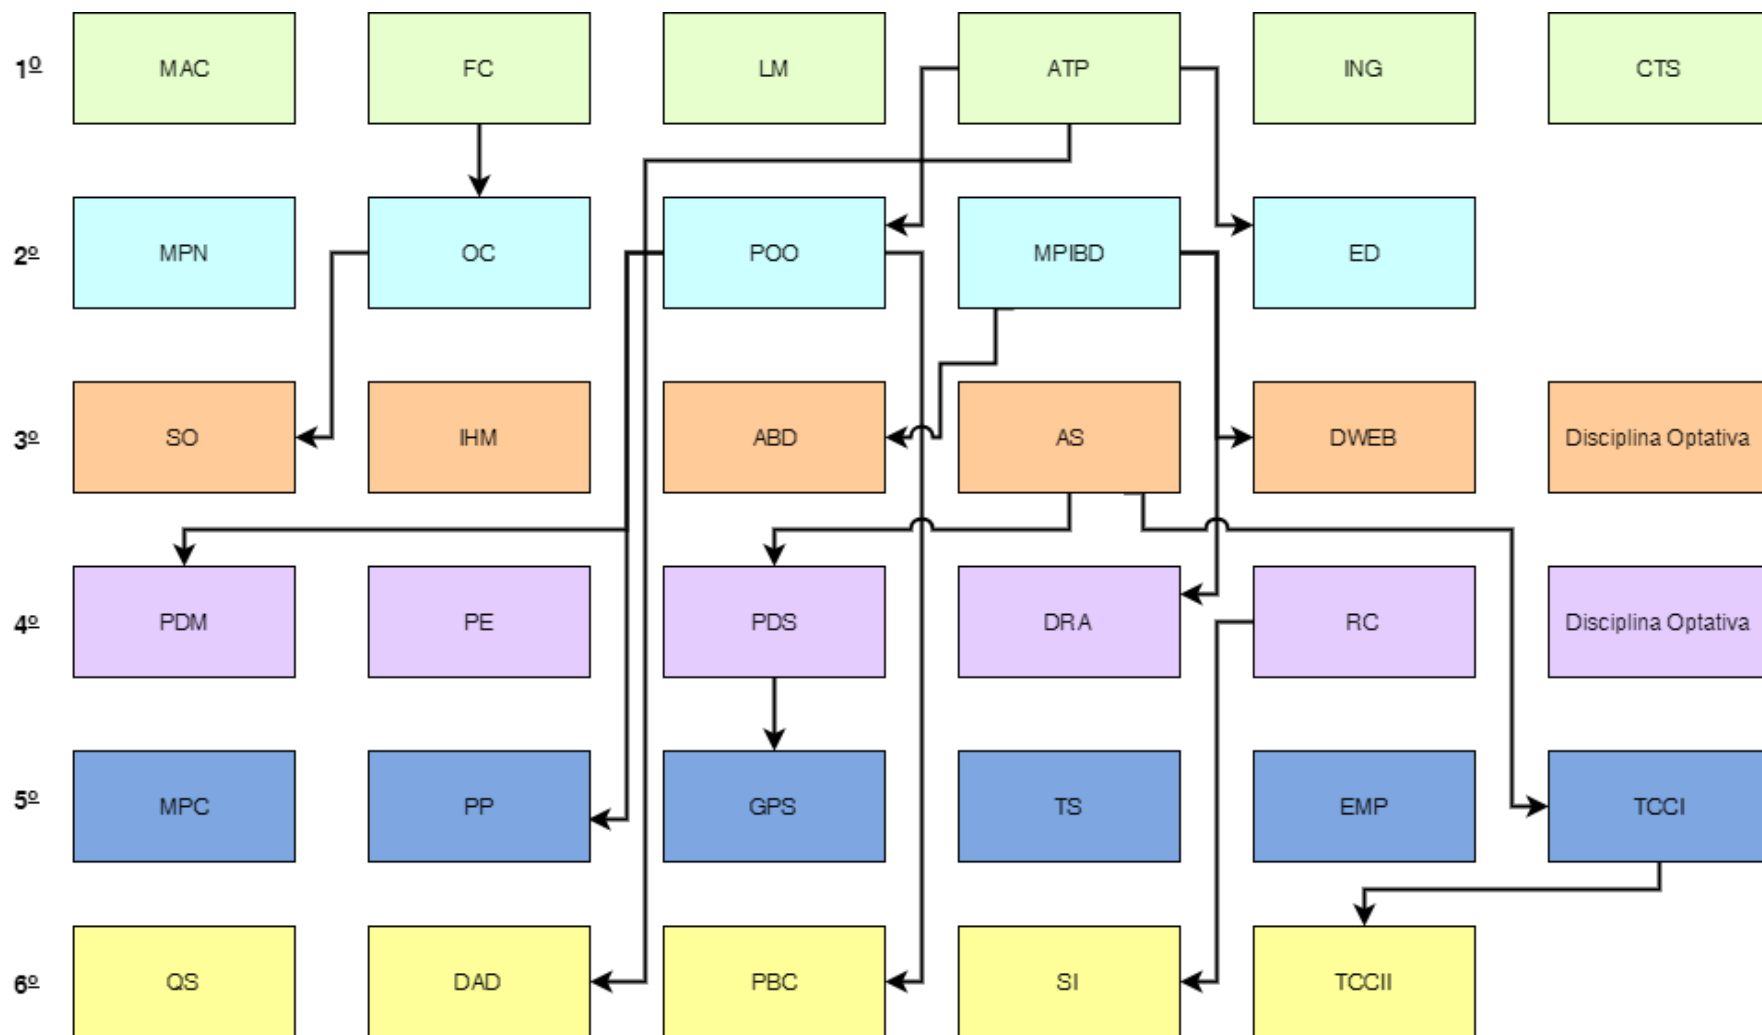 1º MAC FC LM ATP ING CTS
2º MPN OC POO MPIBD ED
3º SO IHM ABD AS DWEB Disciplina Optativa
4º PDM PE PDS DRA RC Disciplina Optativa
5º MPC PP GPS TS EMP TCCI
6º QS DAD PBC SI TCCII